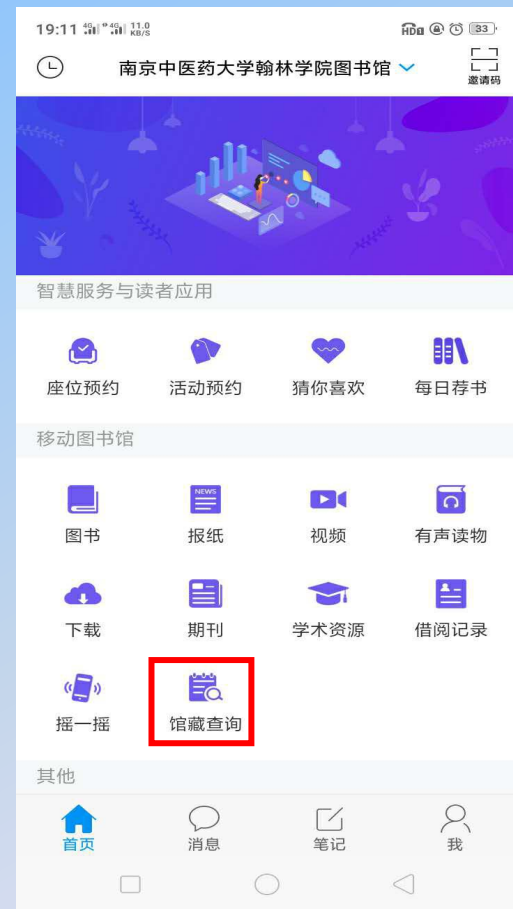 19:11 4G 4G 11.0 KB/S HD 33
南京中医药大学翰林学院图书馆
邀请码
智慧服务与读者应用
座位预约 活动预约 猜你喜欢 每日荐书
移动图书馆
NEWS
图书 报纸 视频 有声读物
下载 期刊 学术资源 借阅记录
摇一摇 馆藏查询
其他
首页 消息 笔记 我